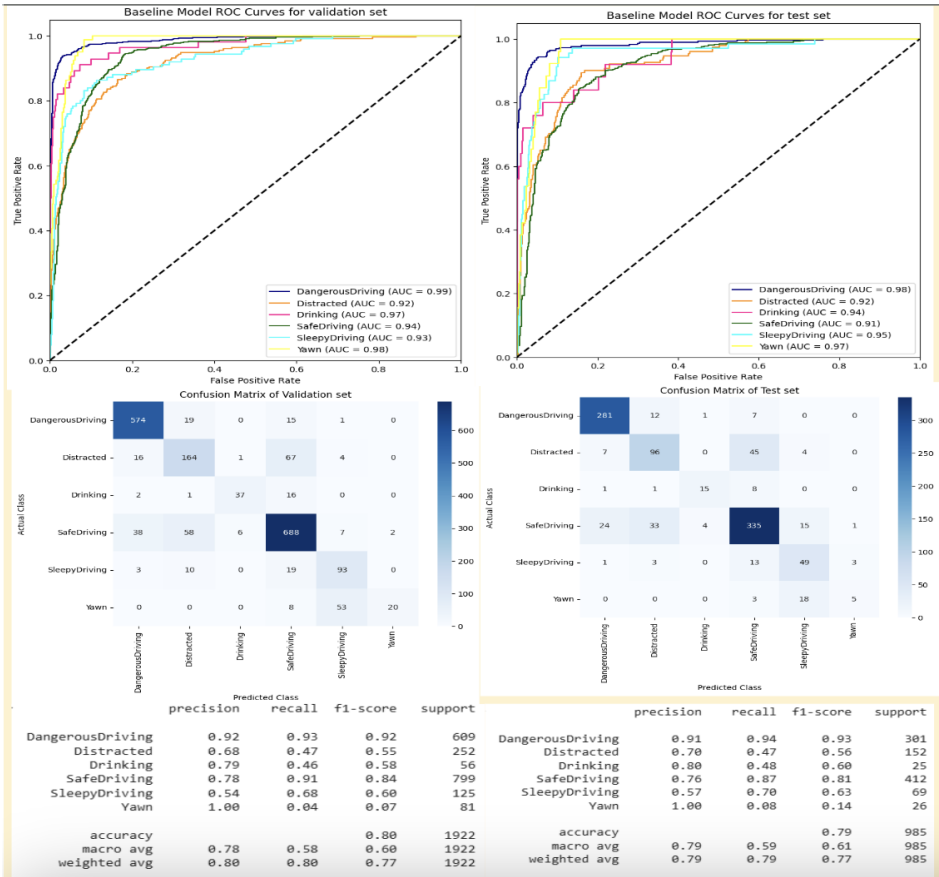 Baseline Model ROC Curves for validation set
1.0
0.8
0.6
0.4
0.2
0.0
True Positive Rate
DangerousDriving (AUC = 0.99)
Distracted (AUC = 0.92)
Drinking (AUC = 0.97)
SafeDriving (AUC = 0.94)
SleepyDriving (AUC = 0.93)
Yawn (AUC = 0.98)
0.0 0.2 0.4 0.6 0.8 1.0
False Positive Rate
Baseline Model ROC Curves for test set
1.0
0.8
0.6
0.4
0.2
0.0
True Positive Rate
DangerousDriving (AUC = 0.98)
Distracted (AUC = 0.92)
Drinking (AUC = 0.94)
SafeDriving (AUC = 0.91)
SleepyDriving (AUC = 0.95)
Yawn (AUC = 0.97)
0.0 0.2 0.4 0.6 0.8 1.0
False Positive Rate
Confusion Matrix of Validation set
Actual Class
DangerousDriving 574 19 0 15 1 0
Distracted 16 164 1 67 4 0
Drinking 2 1 37 16 0 0
SafeDriving 38 58 6 688 7 2
SleepyDriving 3 10 0 19 93 0
Yawn 0 0 0 8 53 20
DangerousDriving
Distracted
Drinking
SafeDriving
SleepyDriving
Yawn
Predicted Class
600
500
400
300
200
100
0
Confusion Matrix of Test set
Actual Class
DangerousDriving 281 12 1 7 0 0
Distracted 7 96 0 45 4 0
Drinking 1 1 15 8 0 0
SafeDriving 24 33 4 335 15 1
SleepyDriving 1 3 0 13 49 3
Yawn 0 0 0 3 18 5
DangerousDriving
Distracted
Drinking
SafeDriving
SleepyDriving
Yawn
Predicted Class
300
250
200
150
100
50
0
precision recall f1-score support
DangerousDriving 0.92 0.93 0.92 609
Distracted 0.68 0.47 0.55 252
Drinking 0.79 0.46 0.58 56
SafeDriving 0.78 0.91 0.84 799
SleepyDriving 0.54 0.68 0.60 125
Yawn 1.00 0.04 0.07 81
accuracy 0.80 1922
macro avg 0.78 0.58 0.60 1922
weighted avg 0.80 0.80 0.77 1922
precision recall f1-score support
DangerousDriving 0.91 0.94 0.93 301
Distracted 0.70 0.47 0.56 152
Drinking 0.80 0.48 0.60 25
SafeDriving 0.76 0.87 0.81 412
SleepyDriving 0.57 0.70 0.63 69
Yawn 1.00 0.08 0.14 26
accuracy 0.79 985
macro avg 0.79 0.59 0.61 985
weighted avg 0.79 0.79 0.77 985